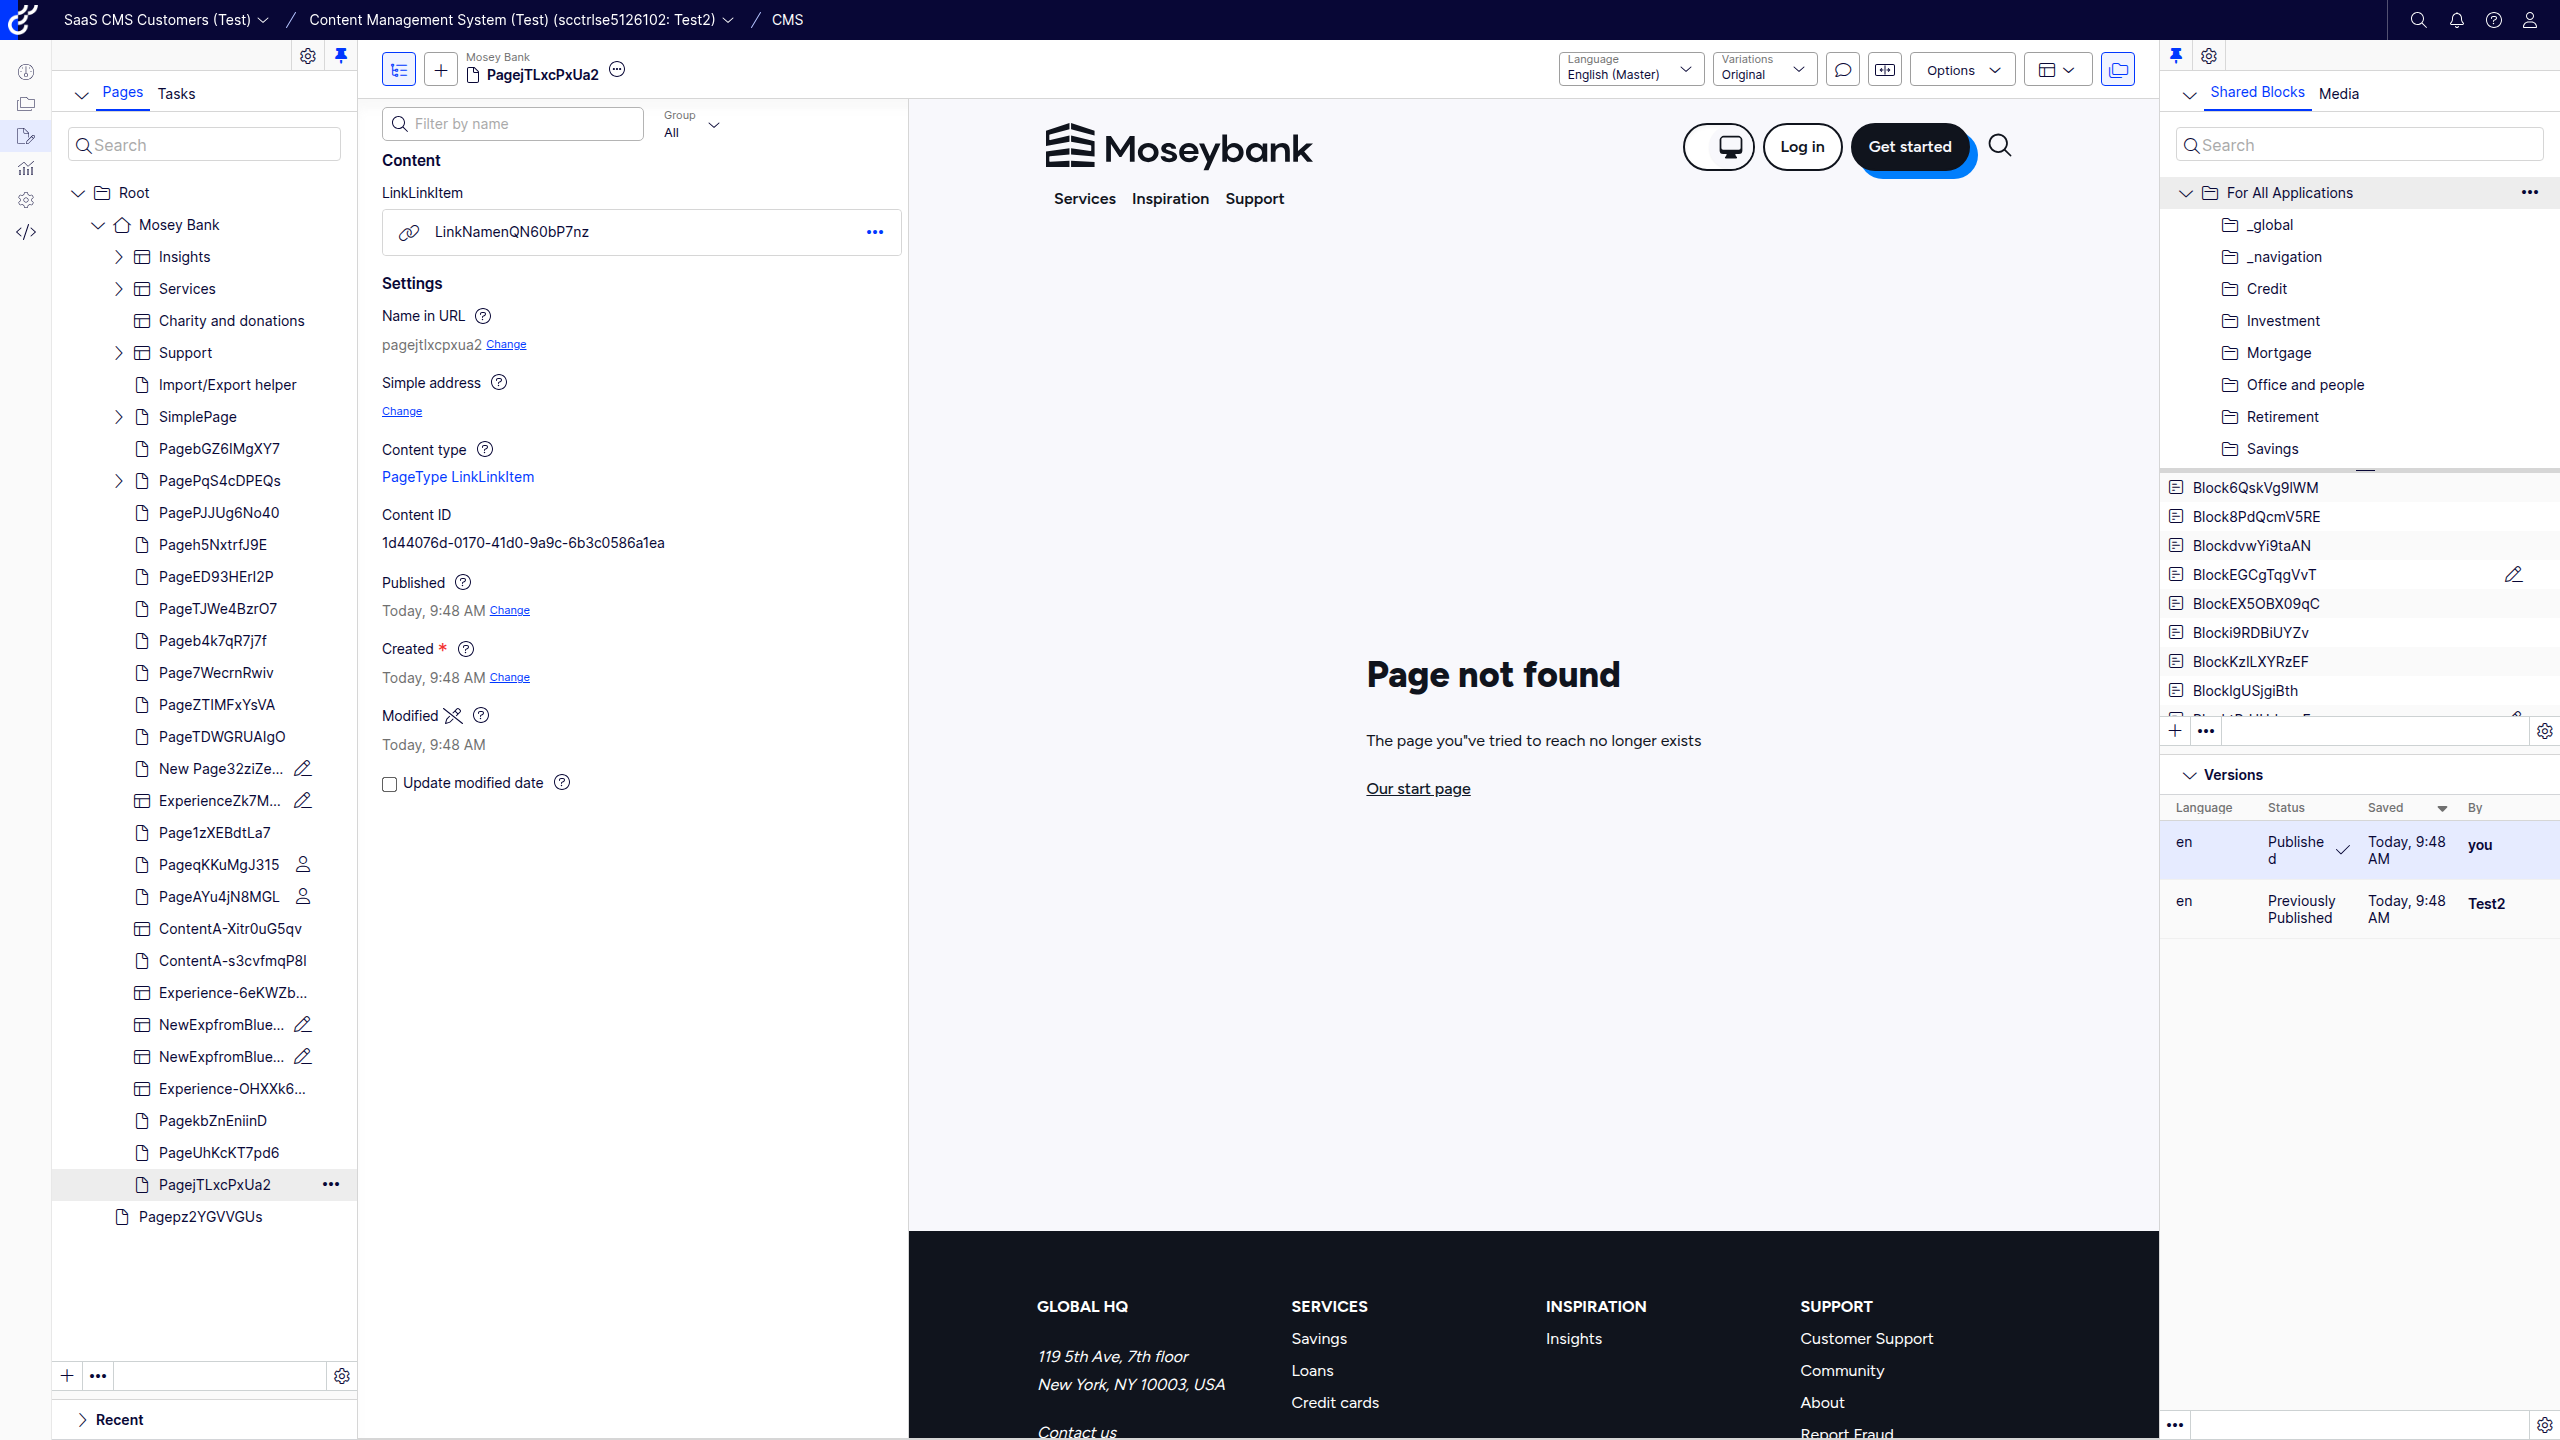 SaaS CMS Customers (Test) / Content Management System (Test) (scctrlse5126102: Test2) / CMS
Pages Tasks
Search
Root
Mosey Bank
Insights
Services
Charity and donations
Support
Import/Export helper
SimplePage
PagebGZ6IMgXY7
PagePqS4cDPEQs
PagePJJUg6No40
Pageh5NxtrfJ9E
PageED93HErI2P
PageTJWe4BzrO7
Pageb4k7qR7j7f
Page7WecrnRwiv
PageZTIMFxYsVA
PageTDWGRUAIgO
New Page32ziZe...
ExperienceZk7M...
Page1zXEBdtLa7
PageqKKuMgJ315
PageAYu4jN8MGL
ContentA-Xitr0uG5qv
ContentA-s3cvfmqP8I
Experience-6eKWZb...
NewExpfromBlue...
NewExpfromBlue...
Experience-OHXXk6...
PagekbZnEniinD
PageUhKcKT7pd6
PagejTLxcPxUa2
Pagepz2YGVVGUs
Recent
Mosey Bank
PagejTLxcPxUa2
Language
English (Master)
Variations
Original
Options
Filter by name
Group
All
Content
LinkLinkItem
LinkNamenQN60bP7nz
Settings
Name in URL
pagejtlxcpxua2 Change
Simple address
Change
Content type
PageType LinkLinkItem
Content ID
1d44076d-0170-41d0-9a9c-6b3c0586a1ea
Published
Today, 9:48 AM Change
Created *
Today, 9:48 AM Change
Modified
Today, 9:48 AM
Update modified date
Moseybank
Log in
Get started
Services Inspiration Support
Page not found
The page you"ve tried to reach no longer exists
Our start page
GLOBAL HQ
119 5th Ave, 7th floor
New York, NY 10003, USA
Contact us
SERVICES
Savings
Loans
Credit cards
INSPIRATION
Insights
SUPPORT
Customer Support
Community
About
Report Fraud
Shared Blocks Media
Search
For All Applications
_global
_navigation
Credit
Investment
Mortgage
Office and people
Retirement
Savings
Block6QskVg9IWM
Block8PdQcmV5RE
BlockdvwYi9taAN
BlockEGCgTqgVvT
BlockEX5OBX09qC
Blocki9RDBiUYZv
BlockKzILXYRzEF
BlocklgUSjgiBth
Versions
Language Status Saved By
en Publishe
d Today, 9:48
AM you
en Previously
Published Today, 9:48
AM Test2